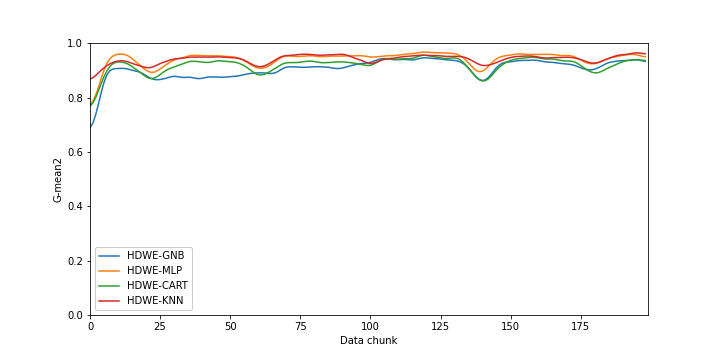 1.0
0.8
0.6
0.4
0.2
0.0
G-mean2
HDWE-GNB
HDWE-MLP
HDWE-CART
HDWE-KNN
0 25 50 75 100 125 150 175
Data chunk